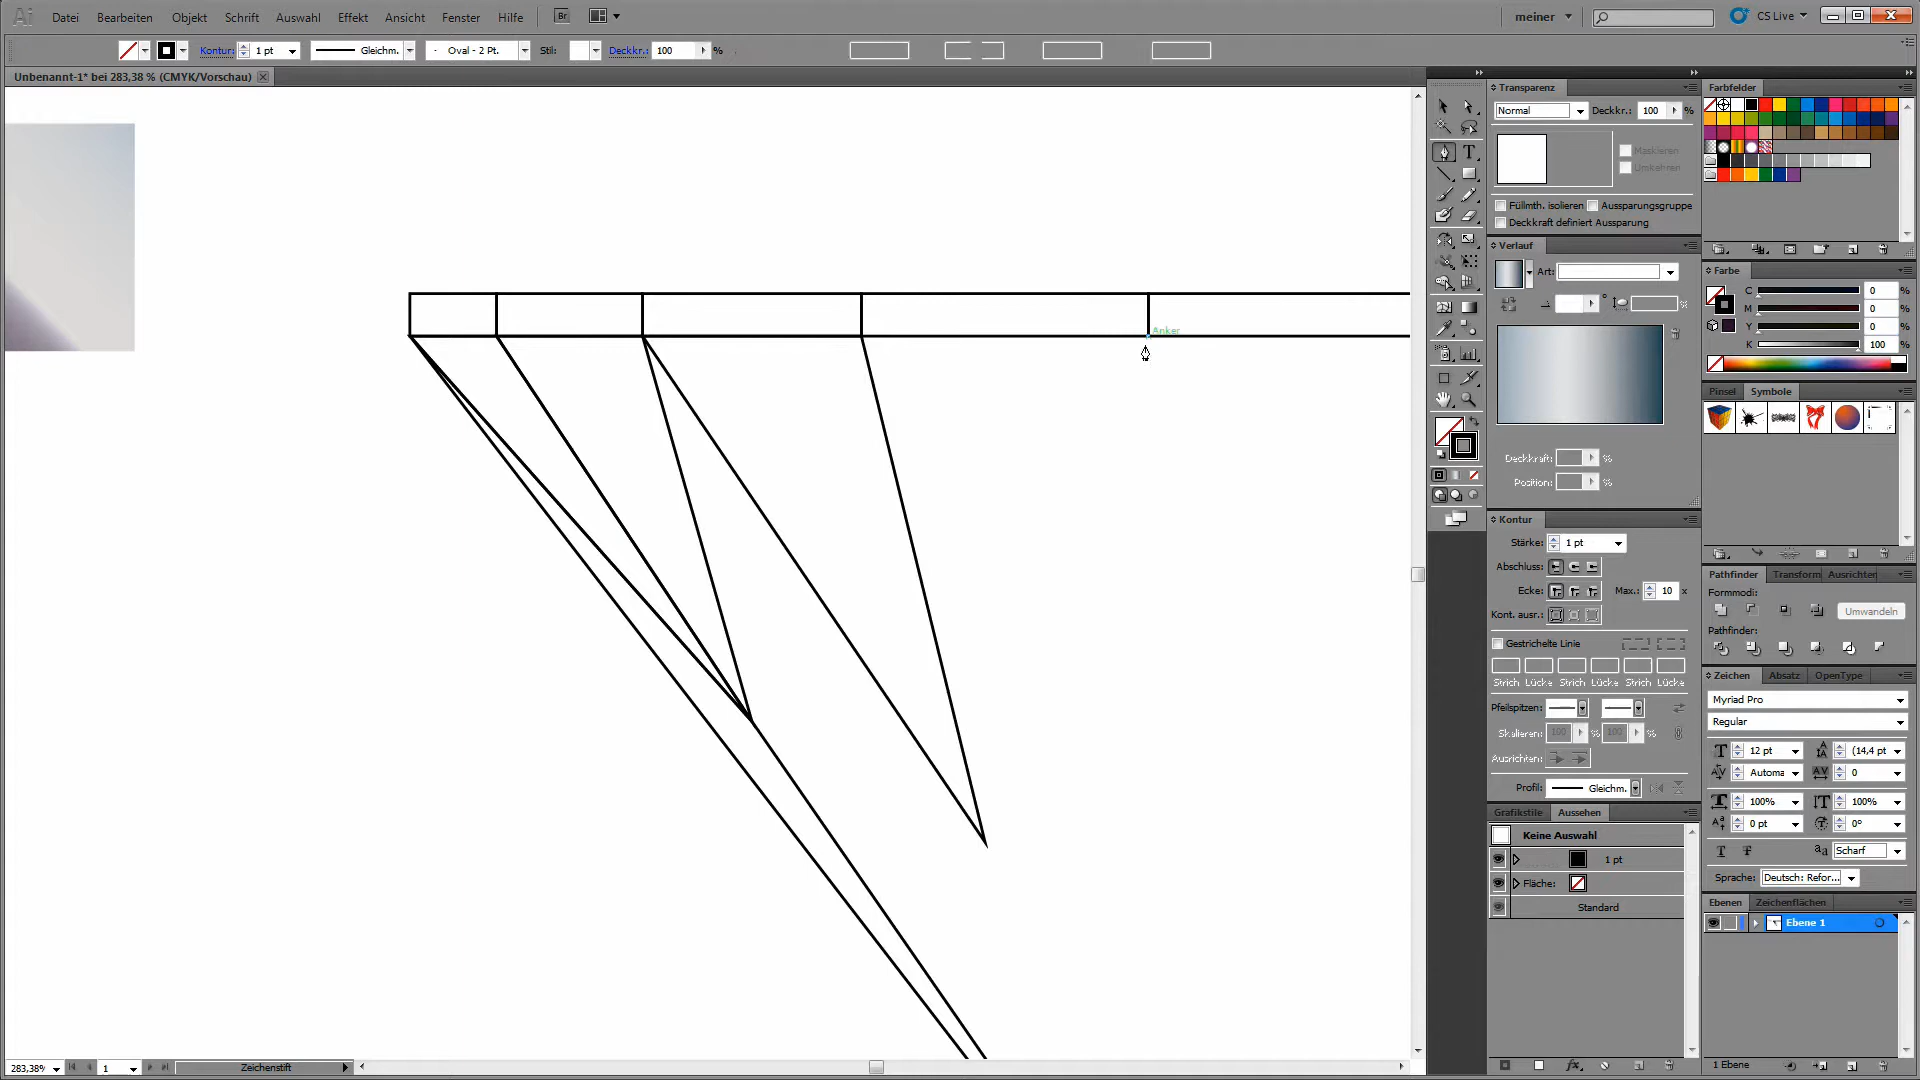 Ai Datei Bearbeiten Objekt Schrift Auswahl Effekt Ansicht Fenster Hilfe Br meiner CS Live
Kontur: 1 pt Gleichm. Oval - 2 Pt. Stil: Deckkr.: 100 %
Unbenannt-1* bei 283,38 % (CMYK/Vorschau)
Anker
283,38% 1 Zeichenstift
Transparenz
Normal Deckkr.: 100 %
Maskieren
Umkehren
Füllmth. isolieren Aussparungsgruppe
Deckkraft definiert Aussparung
Verlauf
Art:
Deckkraft: %
Position: %
Kontur
Stärke: 1 pt
Abschluss:
Ecke: Max.: 10 x
Kont. ausr.:
Gestrichelte Linie
Strich Lücke Strich Lücke Strich Lücke
Pfeilspitzen:
Skalieren: 100 % 100 %
Ausrichten:
Profil: Gleichm.
Grafikstile Aussehen
Keine Auswahl
1 pt
Fläche:
Standard
Farbfelder
Farbe
C 0 %
M 0 %
Y 0 %
K 100 %
Pinsel Symbole
Pathfinder Transform Ausrichten
Formmodi:
Umwandeln
Pathfinder:
Zeichen Absatz OpenType
Myriad Pro
Regular
12 pt (14,4 pt
Automa 0
100% 100%
0 pt 0°
Scharf
Sprache: Deutsch: Refor...
Ebenen Zeichenflächen
Ebene 1
1 Ebene